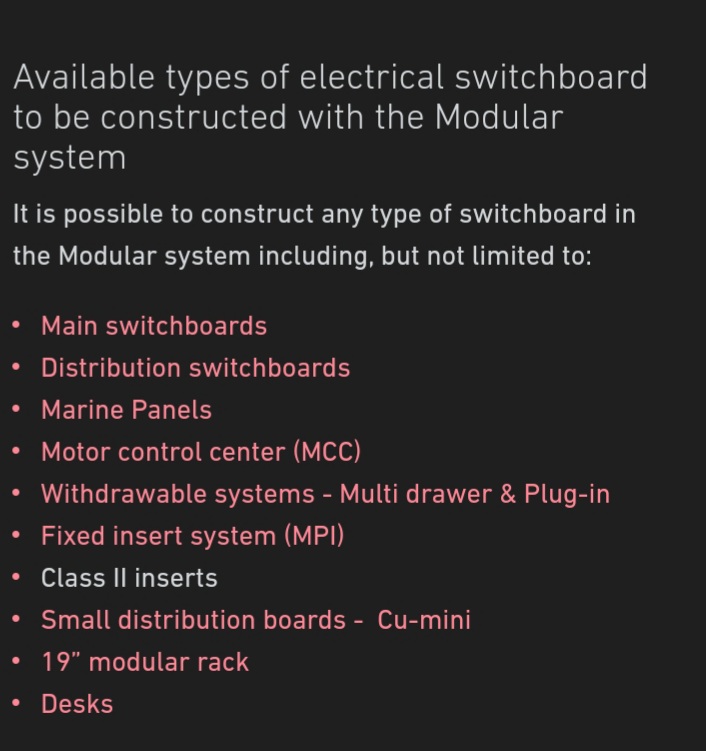 Available types of electrical switchboard
to be constructed with the Modular
system
It is possible to construct any type of switchboard in
the Modular system including, but not limited to:
• Main switchboards
• Distribution switchboards
• Marine Panels
• Motor control center (MCC)
• Withdrawable systems - Multi drawer & Plug-in
• Fixed insert system (MPI)
• Class II inserts
• Small distribution boards - Cu-mini
• 19” modular rack
• Desks